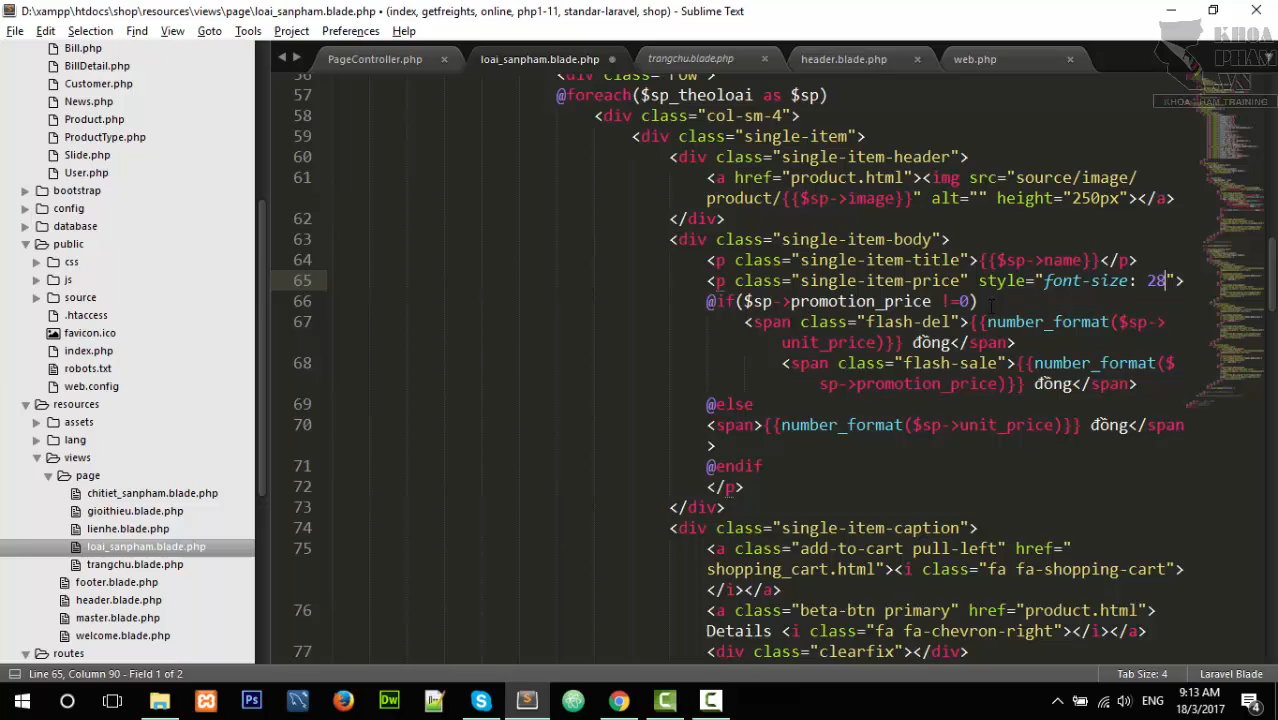 D:\xampp\htdocs\shop\resources\views\page\loai_sanpham.blade.php • (index, getfreights, online, php1-11, standar-laravel, shop) - Sublime Text
File Edit Selection Find View Goto Tools Project Preferences Help
KHOA PHAM
KHOA PHAM TRAINING
PageController.php × loai_sanpham.blade.php • trangchu.blade.php × header.blade.php × web.php ×
Bill.php
BillDetail.php
Customer.php
News.php
Product.php
ProductType.php
Slide.php
User.php
bootstrap
config
database
public
css
js
source
.htaccess
favicon.ico
index.php
robots.txt
web.config
resources
assets
lang
views
page
chitiet_sanpham.blade.php
gioithieu.blade.php
lienhe.blade.php
loai_sanpham.blade.php
trangchu.blade.php
footer.blade.php
header.blade.php
master.blade.php
welcome.blade.php
routes
56 <div class="row">
57 @foreach($sp_theoloai as $sp)
58 <div class="col-sm-4">
59 <div class="single-item">
60 <div class="single-item-header">
61 <a href="product.html"><img src="source/image/
product/{{$sp->image}}" alt="" height="250px"></a>
62 </div>
63 <div class="single-item-body">
64 <p class="single-item-title">{{$sp->name}}</p>
65 <p class="single-item-price" style="font-size: 28">
66 @if($sp->promotion_price !=0)
67 <span class="flash-del">{{number_format($sp->
unit_price)}} đồng</span>
68 <span class="flash-sale">{{number_format($
sp->promotion_price)}} đồng</span>
69 @else
70 <span>{{number_format($sp->unit_price)}} đồng</span
>
71 @endif
72 </p>
73 </div>
74 <div class="single-item-caption">
75 <a class="add-to-cart pull-left" href="
shopping_cart.html"><i class="fa fa-shopping-cart">
</i></a>
76 <a class="beta-btn primary" href="product.html">
Details <i class="fa fa-chevron-right"></i></a>
77 <div class="clearfix"></div>
Line 65, Column 90 - Field 1 of 2 Tab Size: 4 Laravel Blade
ENG
9:13 AM
18/3/2017
4